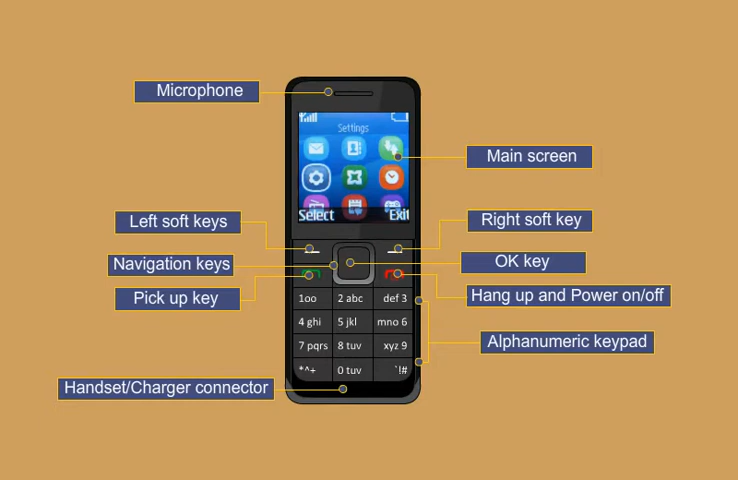 Microphone
Settings
Main screen
Select Exit
Left soft keys
Right soft key
Navigation keys
OK key
Pick up key
Hang up and Power on/off
1oo 2 abc def 3
4 ghi 5 jkl mno 6
7 pqrs 8 tuv xyz 9
*^+ 0 tuv `!#
Alphanumeric keypad
Handset/Charger connector